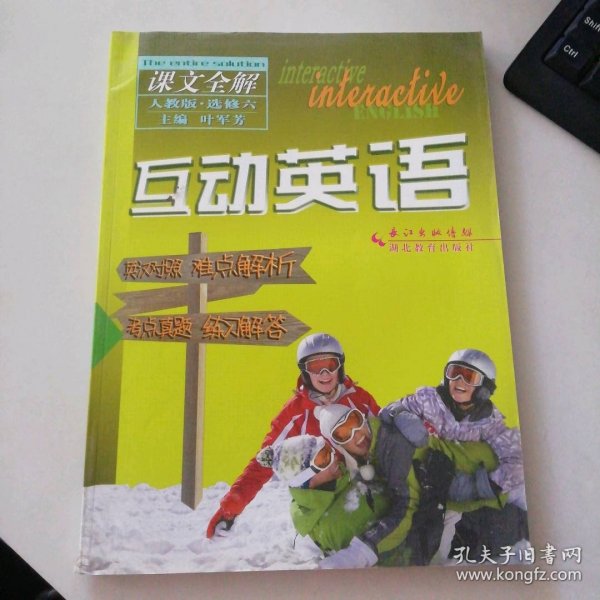 The entire solution
课文全解
人教版·选修六
主编 叶军芳
interactive
interactive
ENGLISH
互动英语
长江出版传媒
湖北教育出版社
英汉对照 难点解析
考点真题 练习解答
Shift
Ctrl
孔夫子旧书网
www.kongfz.com